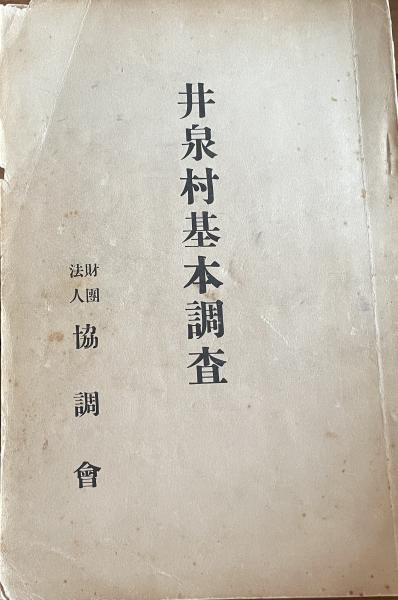 井泉村基本調査
財團
法人
協調會